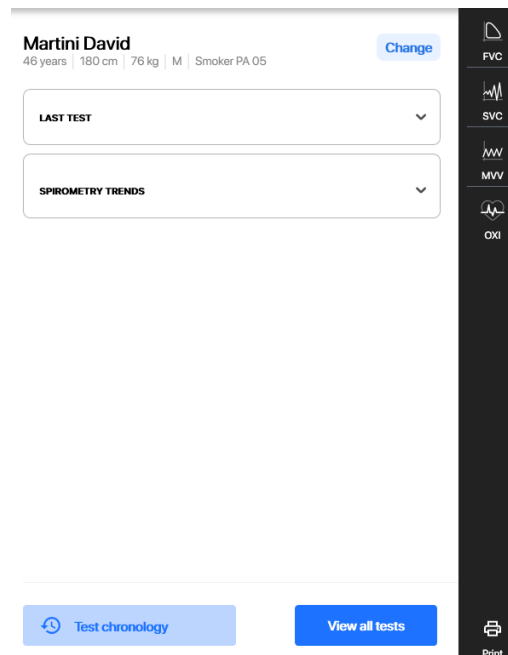 Martini David
Change
46 years | 180 cm | 76 kg | M | Smoker PA 05
LAST TEST
SPIROMETRY TRENDS
Test chronology
View all tests
FVC
SVC
MVV
OXI
Print